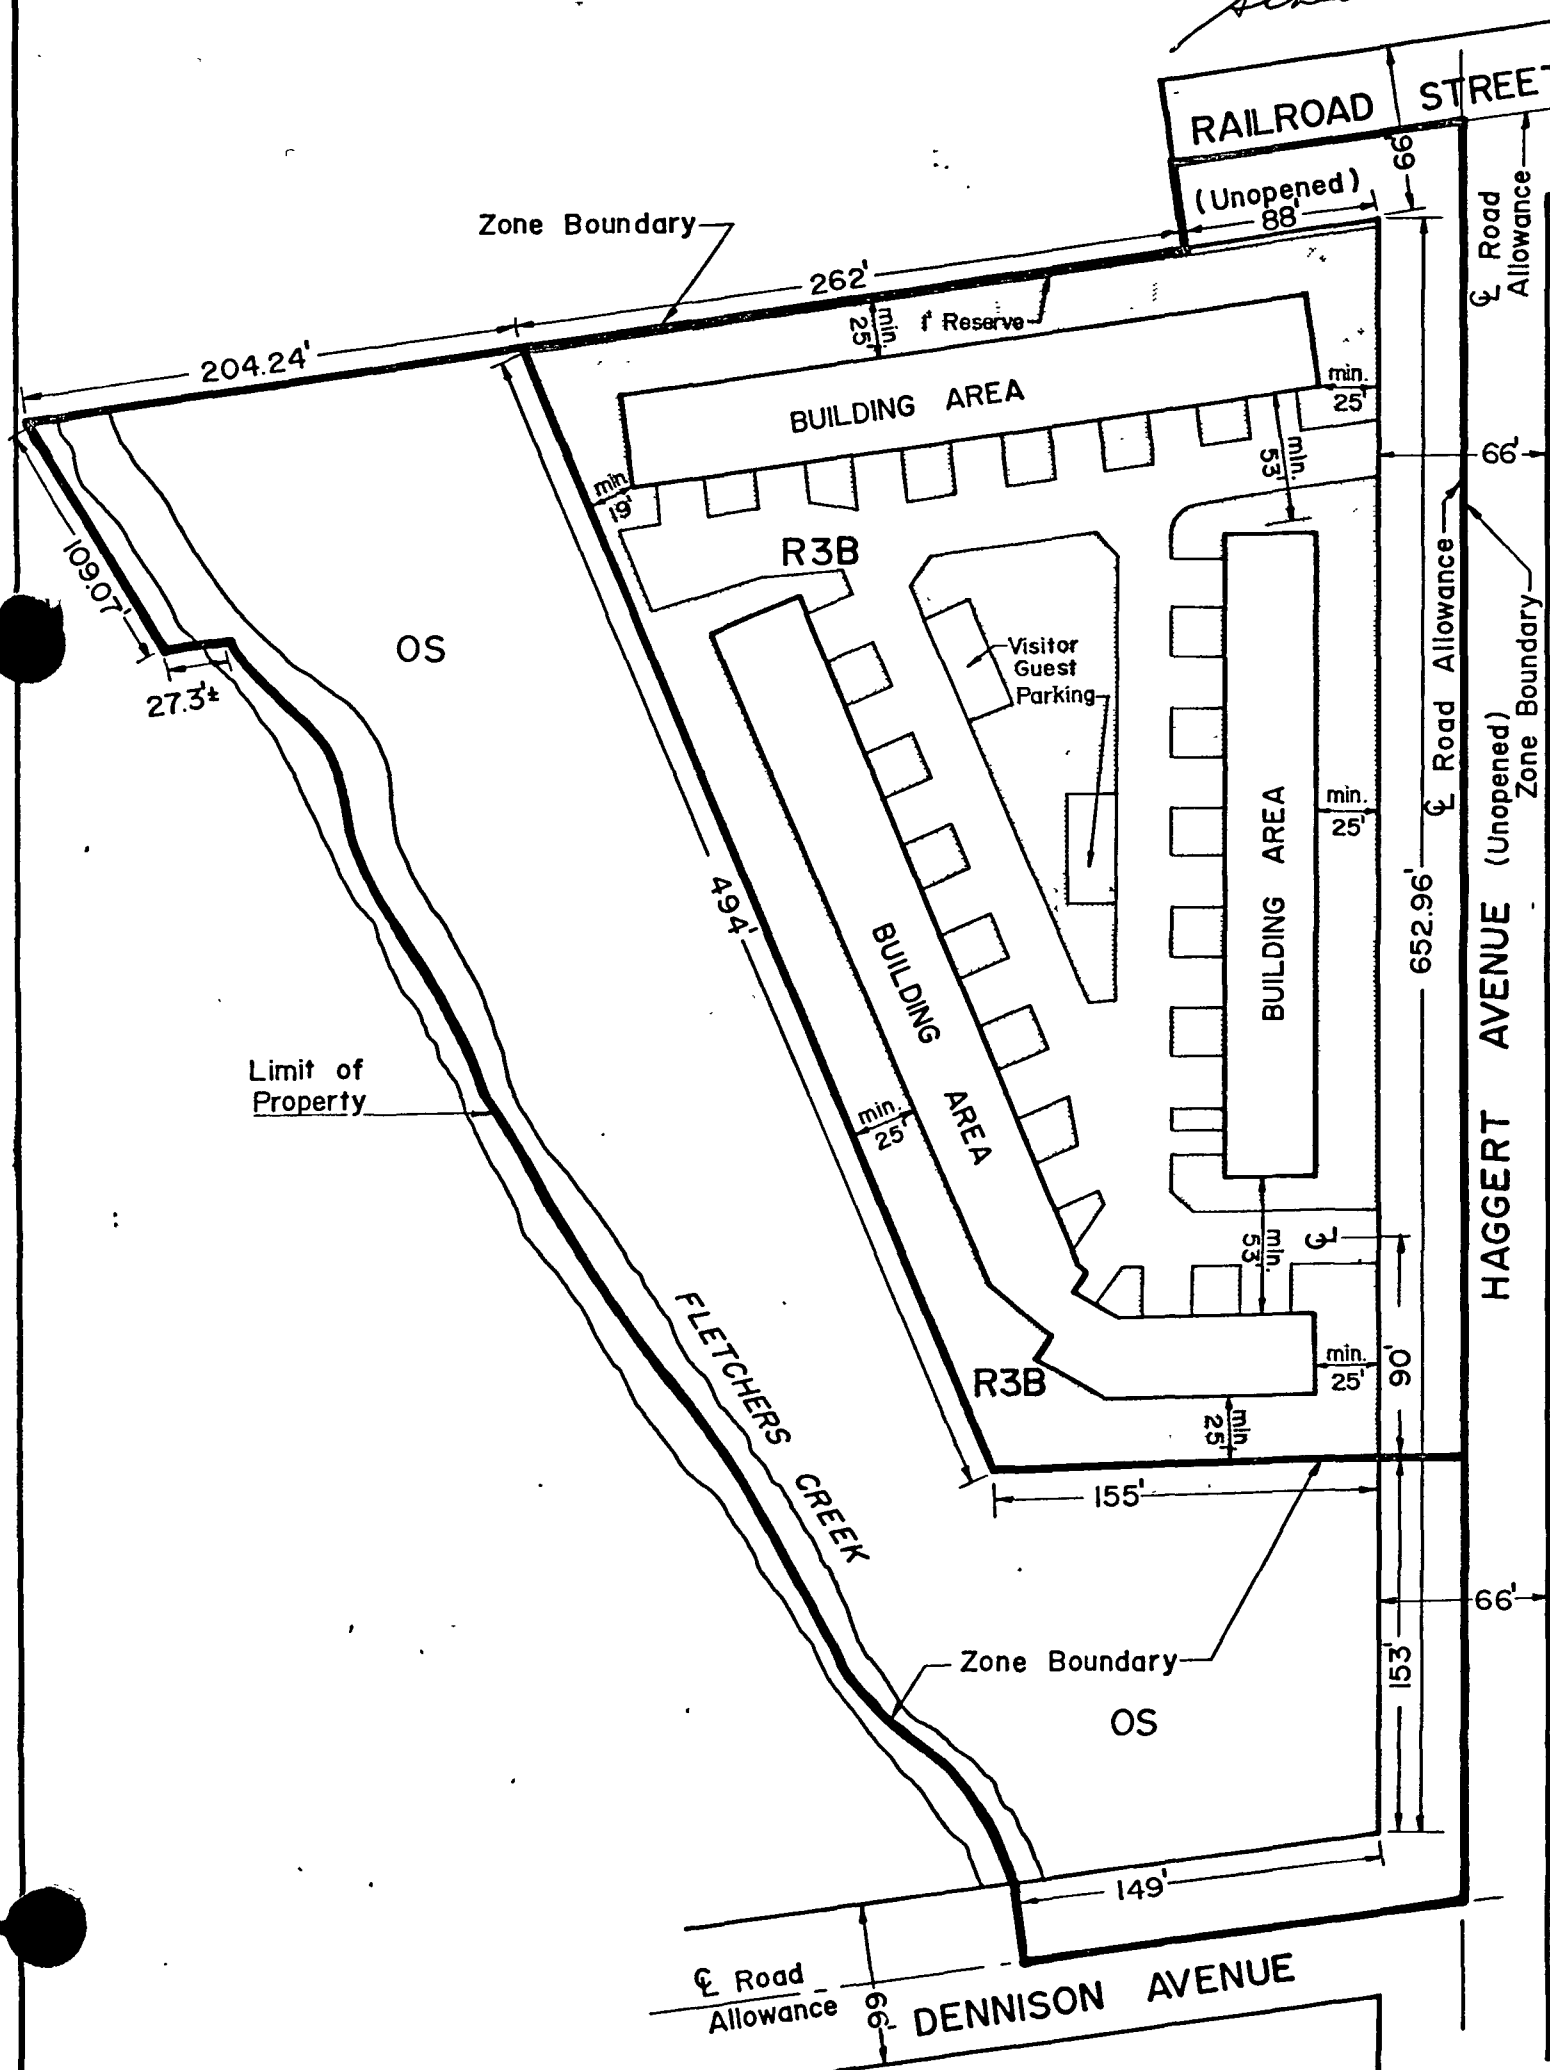 RAILROAD STREET
66'
(Unopened)
88'
℄ Road
Allowance
Zone Boundary
262'
1' Reserve
min.
25'
204.24'
BUILDING AREA
min.
25'
min.
53'
66'
min.
19'
R3B
109.07'
OS
27.3'±
Visitor
Guest
Parking
℄ Road Allowance
Zone Boundary
494'
BUILDING AREA
BUILDING AREA
min.
25'
652.96'
HAGGERT AVENUE (Unopened)
Limit of
Property
min.
25'
min.
53'
℄
FLETCHERS CREEK
R3B
min.
25'
90'
min
25'
155'
66'
Zone Boundary
153'
OS
149'
℄ Road
Allowance
66'
DENNISON AVENUE